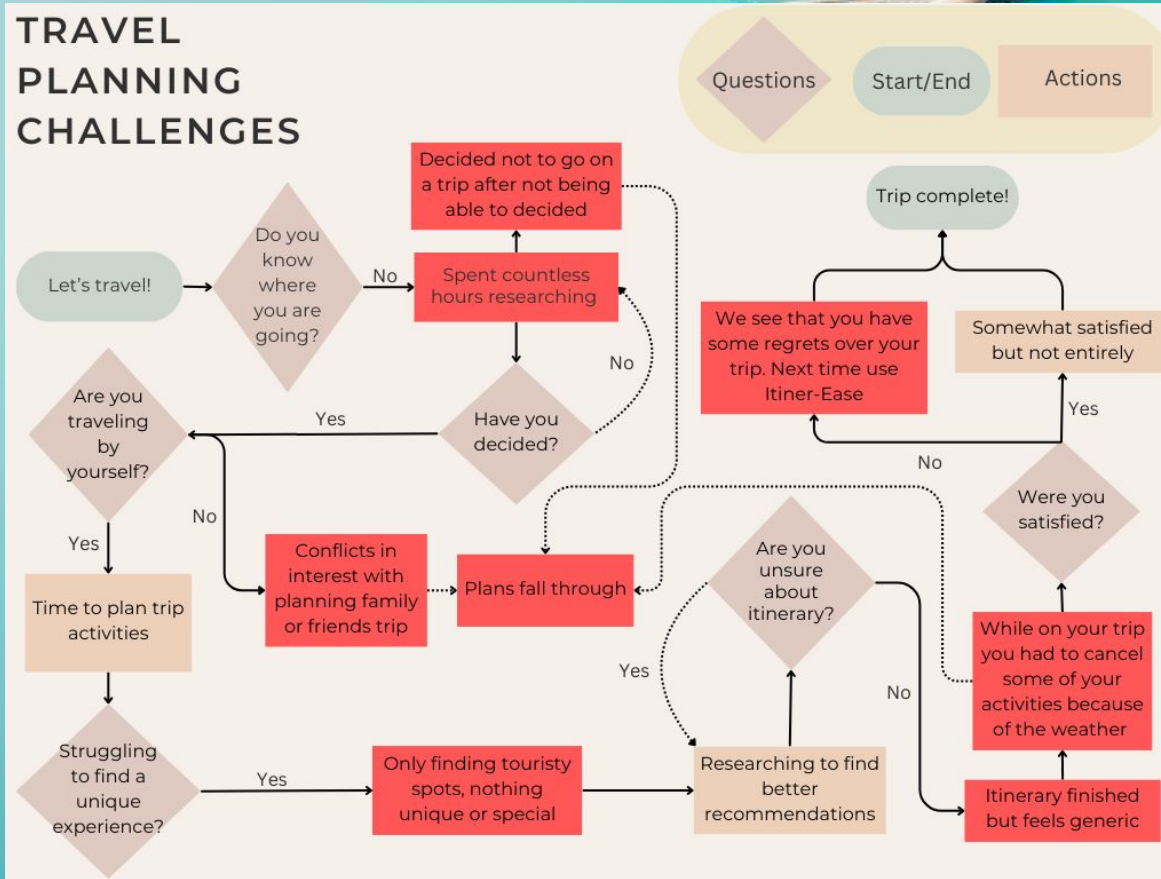 TRAVEL
PLANNING
CHALLENGES
Questions
Start/End
Actions
Let's travel!
Do you
know
where
you are
going?
No
Decided not to go on
a trip after not being
able to decided
Spent countless
hours researching
No
Have you
decided?
Yes
Are you
traveling
by
yourself?
No
Yes
Conflicts in
interest with
planning family
or friends trip
Plans fall through
Time to plan trip
activities
Struggling
to find a
unique
experience?
Yes
Only finding touristy
spots, nothing
unique or special
Researching to find
better
recommendations
Are you
unsure
about
itinerary?
Yes
No
Itinerary finished
but feels generic
While on your trip
you had to cancel
some of your
activities because
of the weather
Were you
satisfied?
No
Yes
We see that you have
some regrets over your
trip. Next time use
Itiner-Ease
Somewhat satisfied
but not entirely
Trip complete!